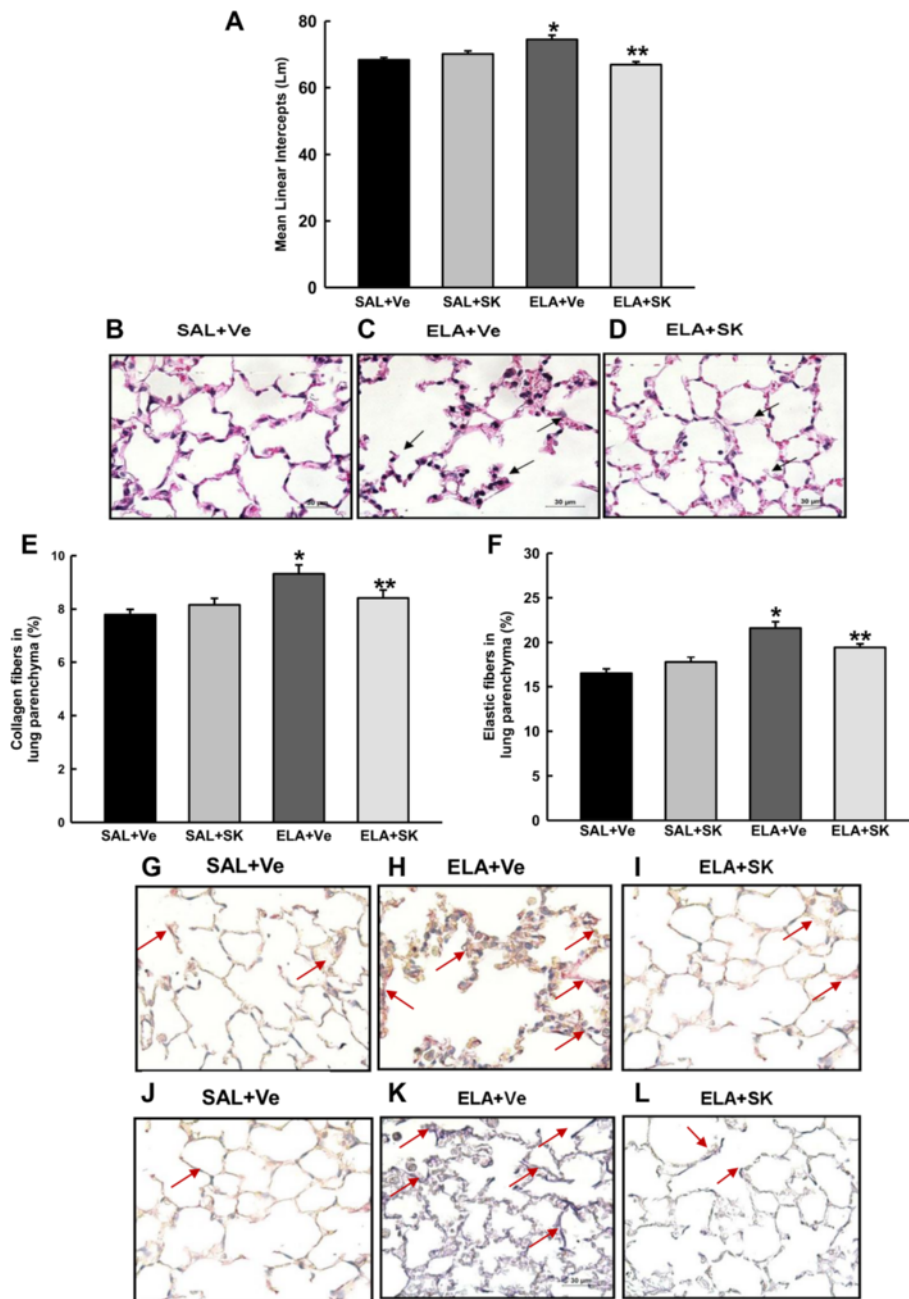 A
Mean Linear Intercepts (Lm)
80
60
40
20
0
*
**
SAL+Ve SAL+SK ELA+Ve ELA+SK
B SAL+Ve
C ELA+Ve
D ELA+SK
30 µm
30 µm
30 µm
E
Collagen fibers in
lung parenchyma (%)
10
8
6
4
2
0
*
**
SAL+Ve SAL+SK ELA+Ve ELA+SK
F
Elastic fibers in
lung parenchyma (%)
30
25
20
15
10
5
0
*
**
SAL+Ve SAL+SK ELA+Ve ELA+SK
G SAL+Ve
H ELA+Ve
I ELA+SK
J SAL+Ve
K ELA+Ve
L ELA+SK
30 µm